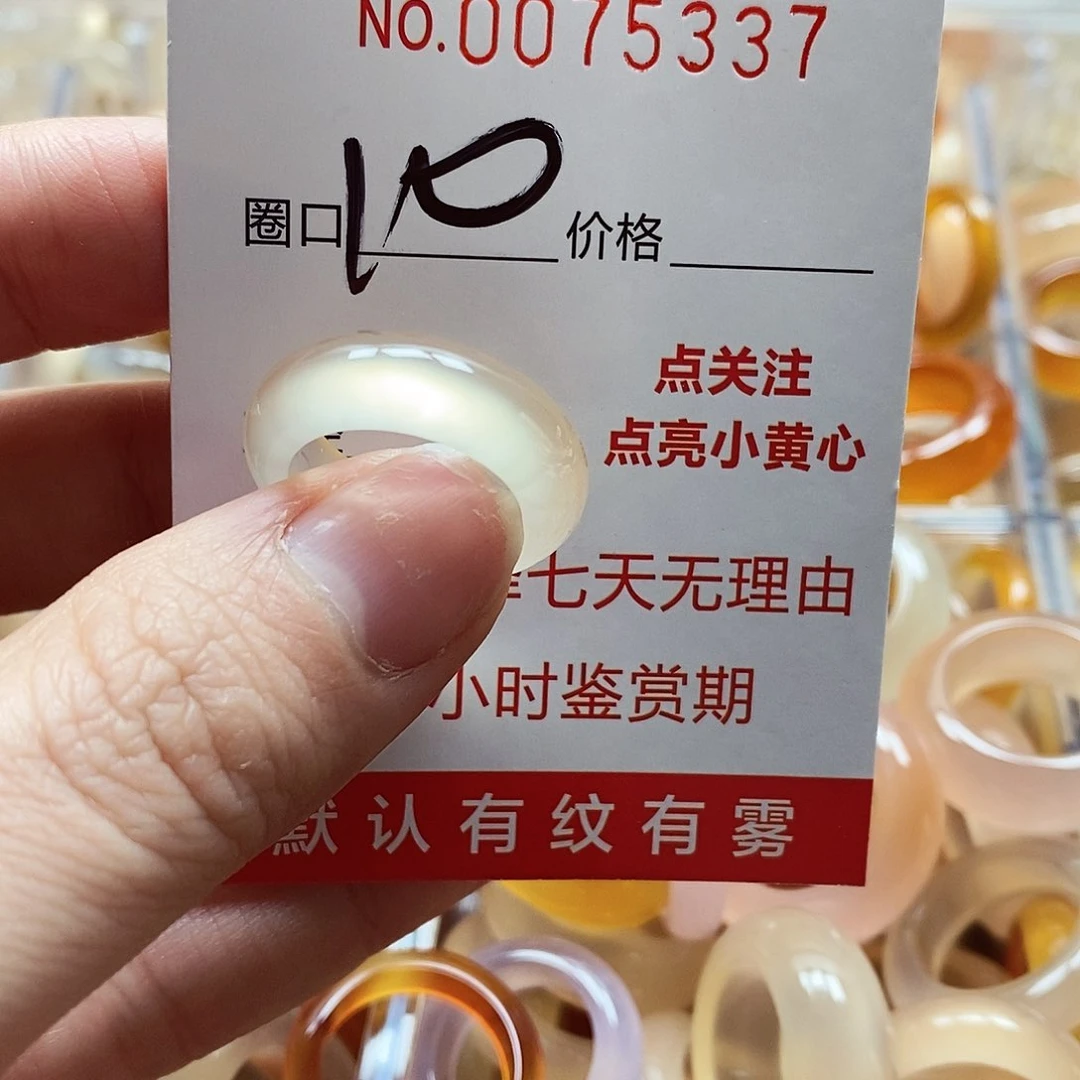 No.0075337
圈口10 价格
点关注
点亮小黄心
七天无理由
小时鉴赏期
默认有纹有雾